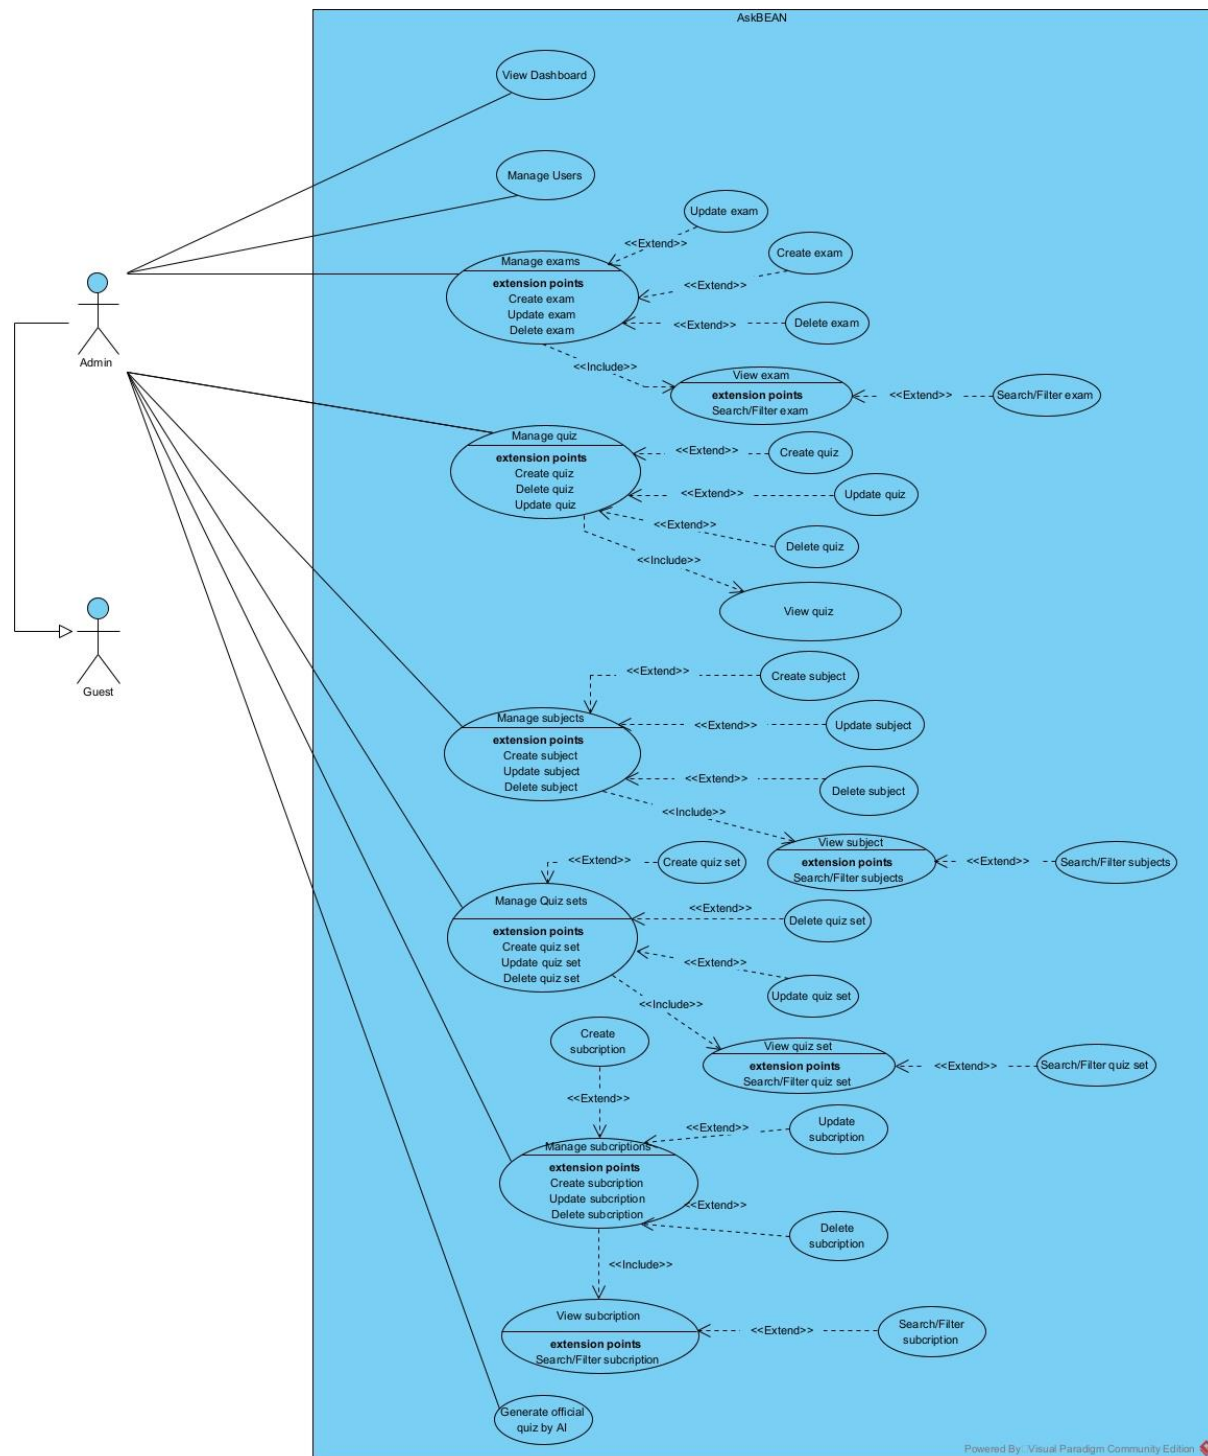 AskBEAN
View Dashboard
Manage Users
Update exam
<<Extend>>
Create exam
Manage exams
extension points
Create exam
Update exam
Delete exam
<<Extend>>
<<Extend>>
Delete exam
Admin
<<Include>>
View exam
extension points
Search/Filter exam
<<Extend>>
Search/Filter exam
Manage quiz
extension points
Create quiz
Delete quiz
Update quiz
<<Extend>>
Create quiz
<<Extend>>
Update quiz
<<Extend>>
Delete quiz
<<Include>>
View quiz
Guest
<<Extend>>
Create subject
Manage subjects
extension points
Create subject
Update subject
Delete subject
<<Extend>>
Update subject
<<Extend>>
Delete subject
<<Include>>
View subject
extension points
Search/Filter subjects
<<Extend>>
Search/Filter subjects
<<Extend>>
Create quiz set
Manage Quiz sets
extension points
Create quiz set
Update quiz set
Delete quiz set
<<Extend>>
Delete quiz set
<<Extend>>
Update quiz set
<<Include>>
View quiz set
extension points
Search/Filter quiz set
<<Extend>>
Search/Filter quiz set
Create
subcription
<<Extend>>
Manage subcriptions
extension points
Create subcription
Update subcription
Delete subcription
<<Extend>>
Update
subcription
<<Extend>>
Delete
subcription
<<Include>>
View subcription
extension points
Search/Filter subcription
<<Extend>>
Search/Filter
subcription
Generate official
quiz by AI
Powered By Visual Paradigm Community Edition